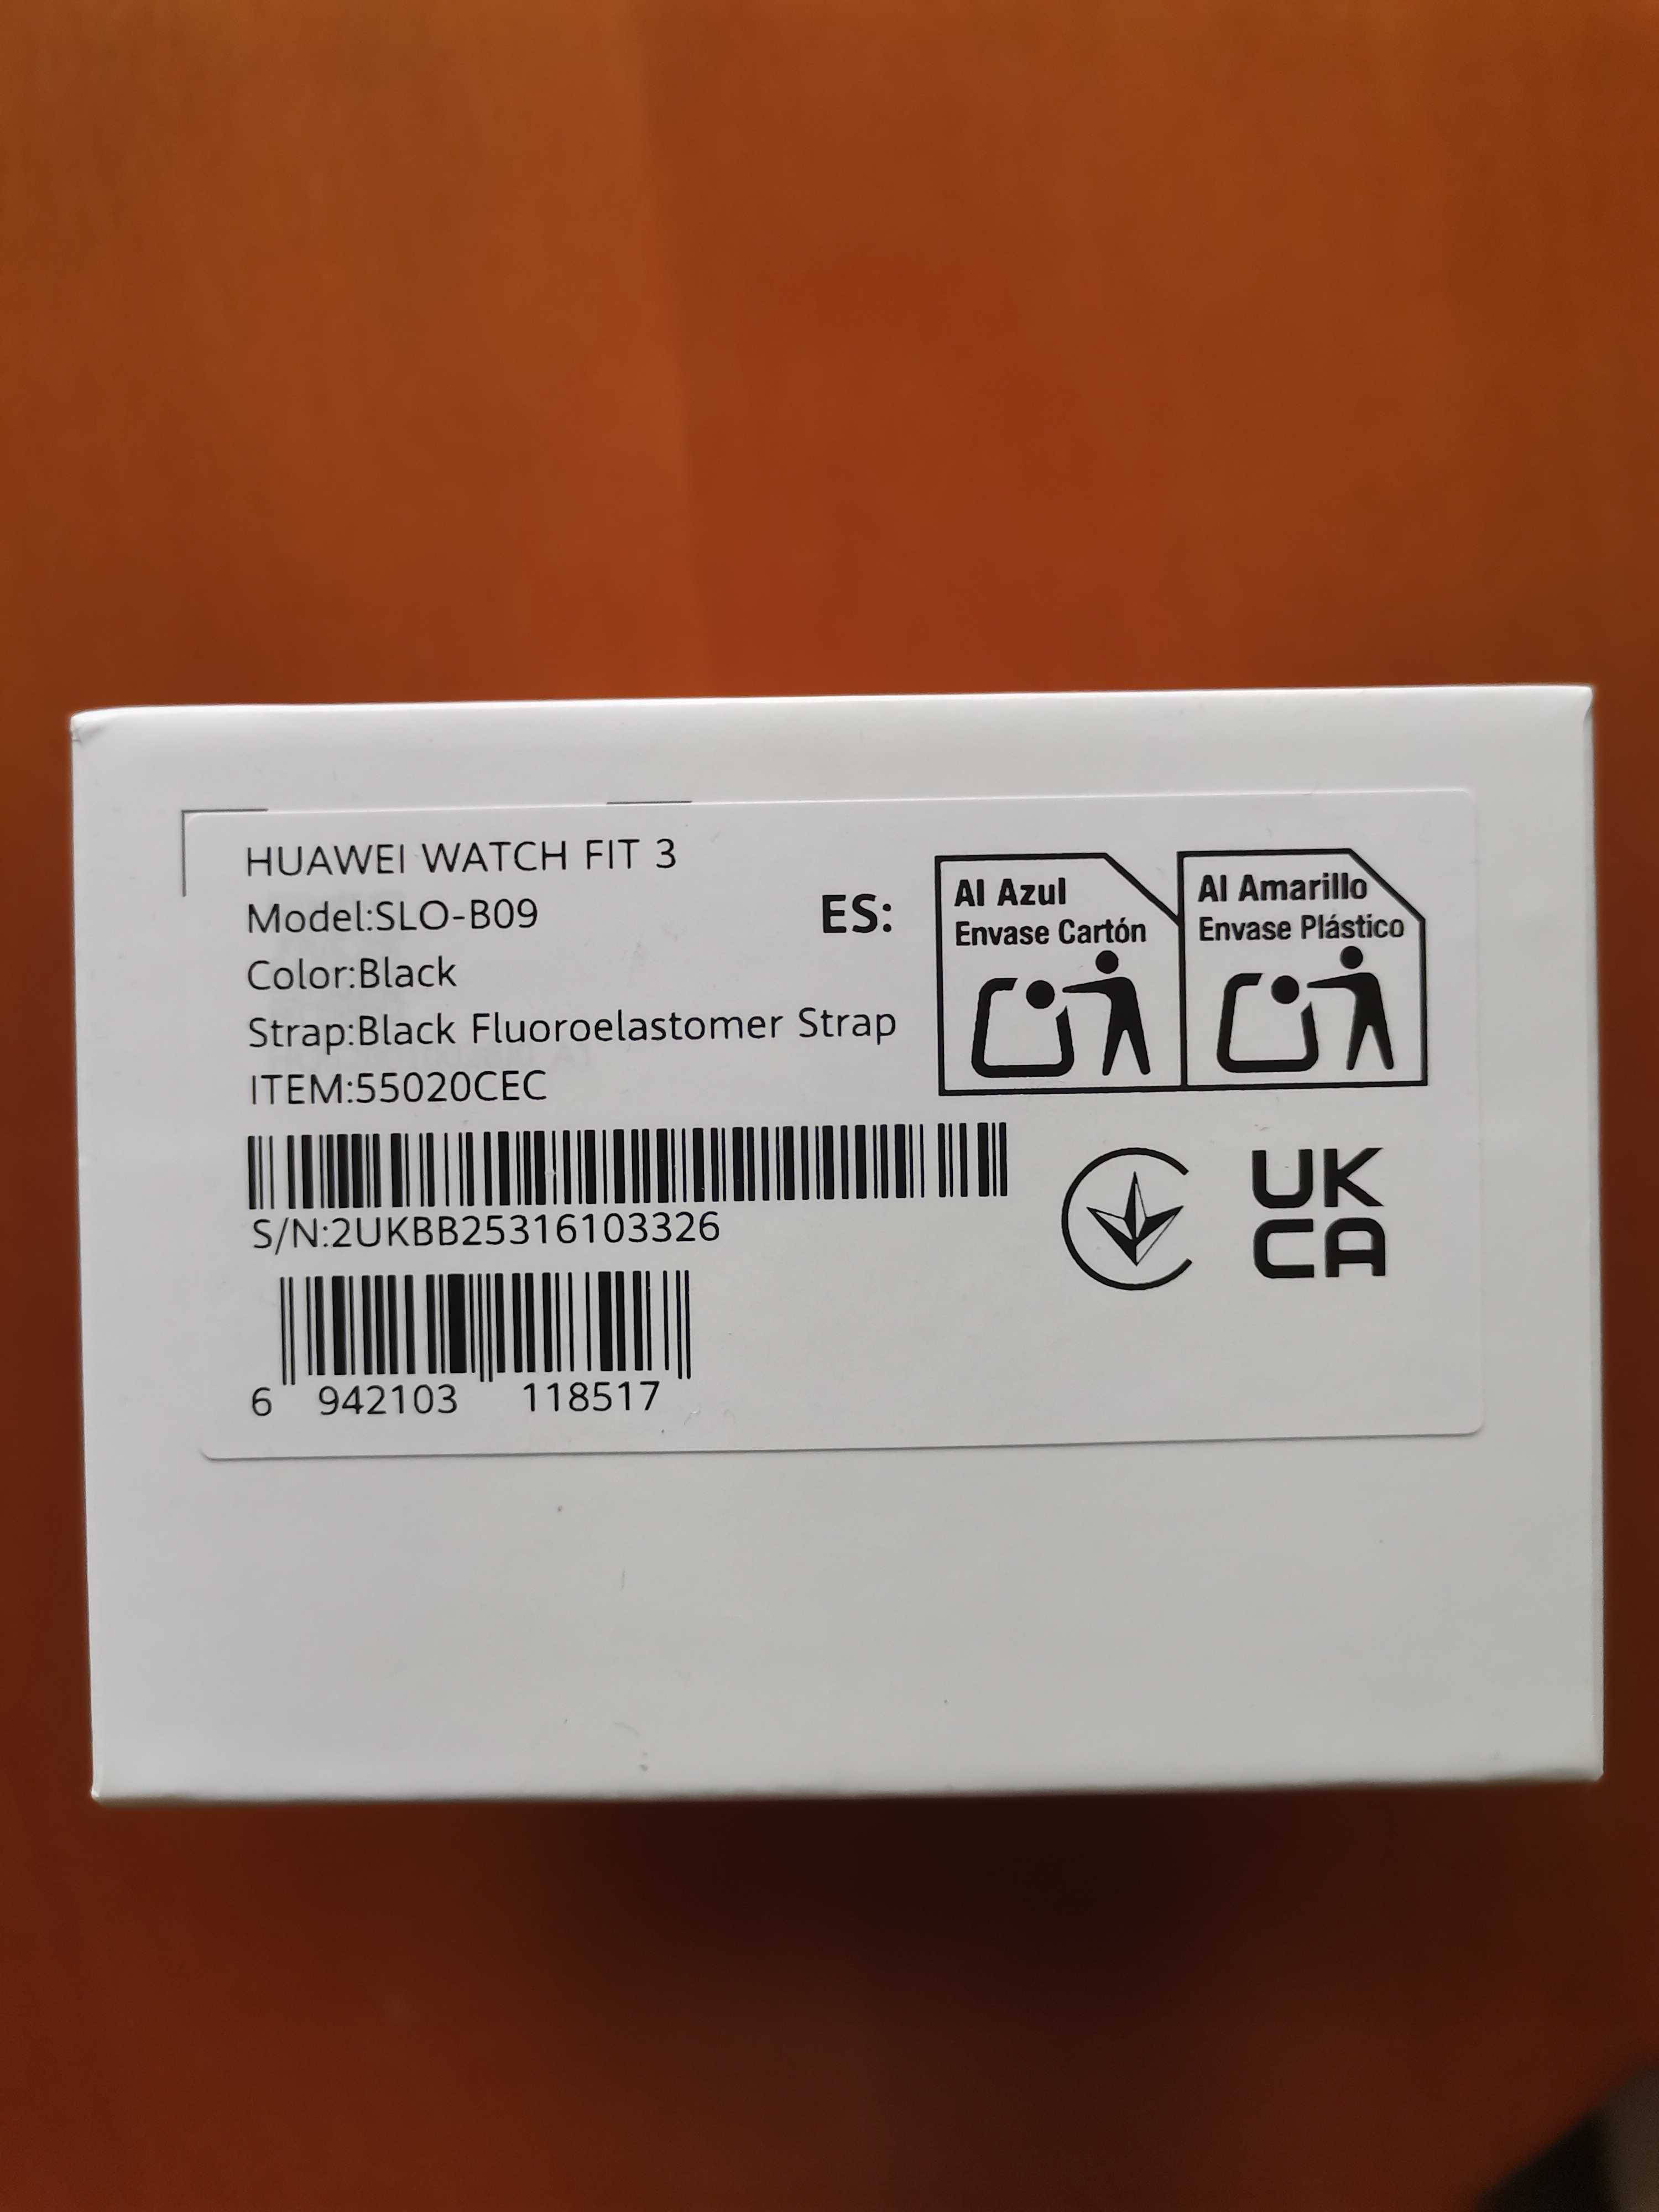 HUAWEI WATCH FIT 3
Model:SLO-B09
Color:Black
Strap:Black Fluoroelastomer Strap
ITEM:55020CEC
S/N:2UKBB25316103326
6 942103 118517
ES:
Al Azul
Envase Cartón
Al Amarillo
Envase Plástico
UK
CA